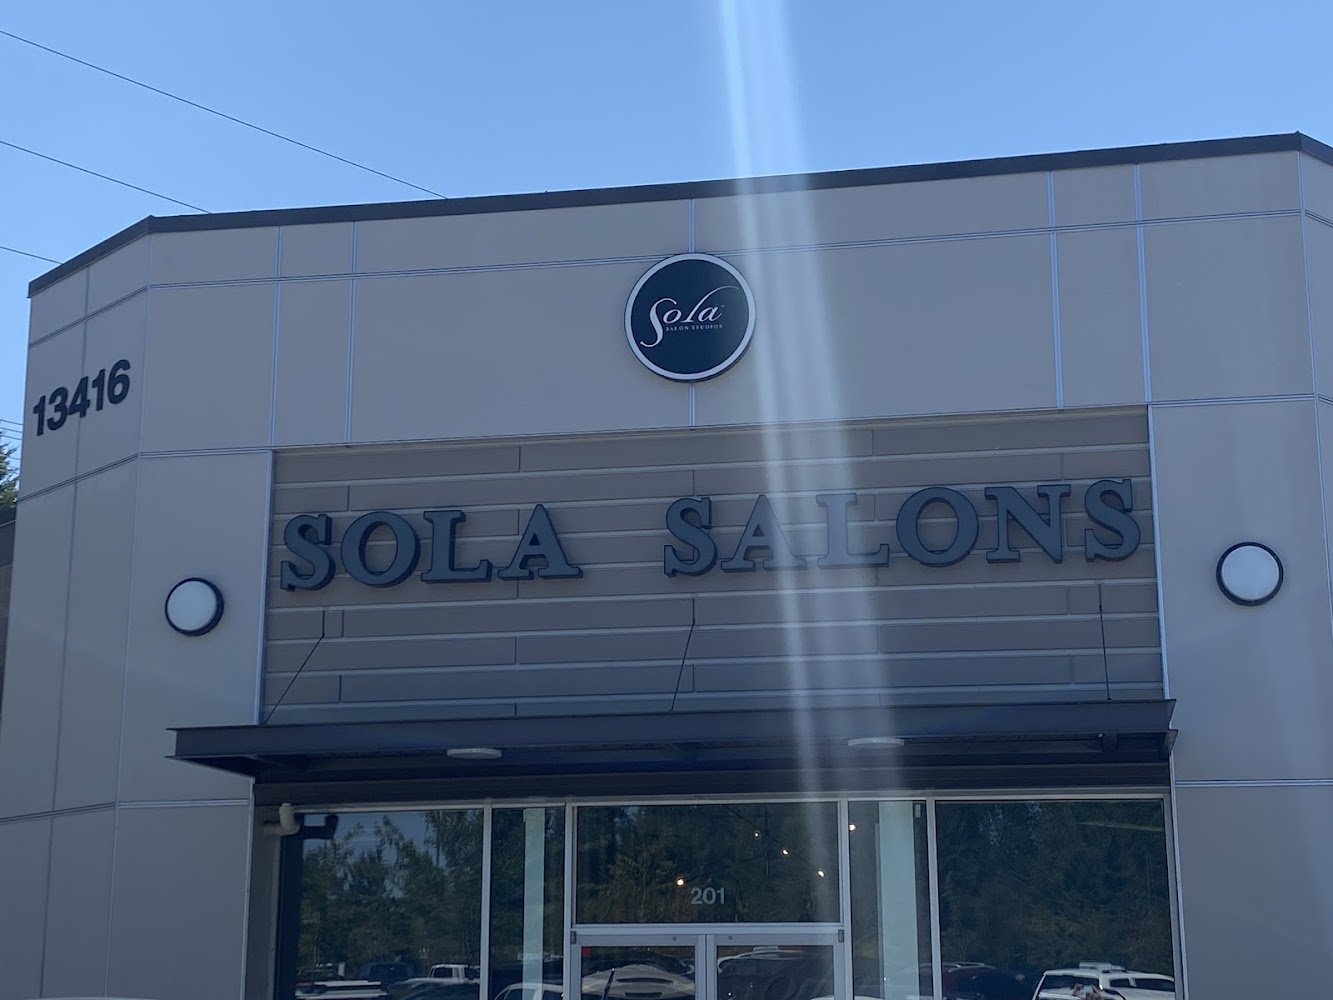 Sola
SALON STUDIOS
13416
SOLA SALONS
201